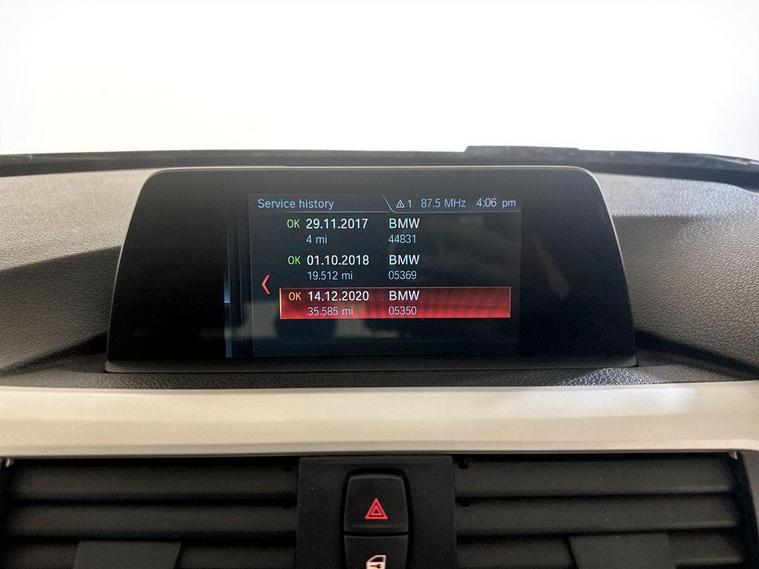 Service history ⚠1 87.5 MHz 4:06 pm
OK 29.11.2017 BMW
4 mi 44831
OK 01.10.2018 BMW
19.512 mi 05369
OK 14.12.2020 BMW
35.585 mi 05350